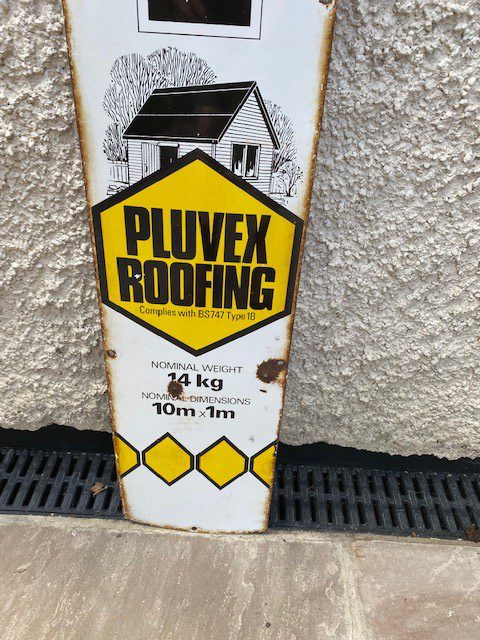 PLUVEX
ROOFING
Complies with BS747 Type 1B
NOMINAL WEIGHT
14 kg
NOMINAL DIMENSIONS
10m x 1m